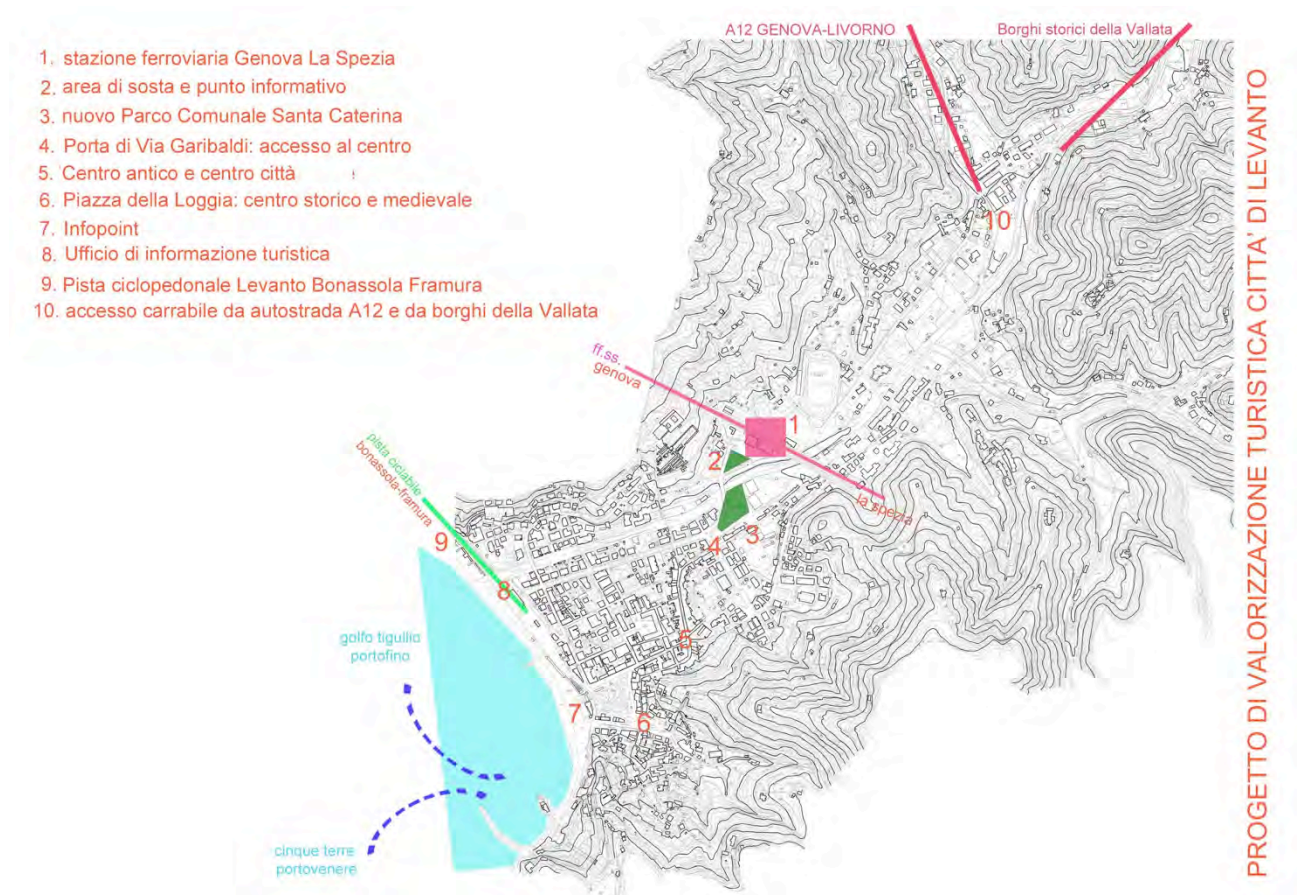 A12 GENOVA-LIVORNO
Borghi storici della Vallata
1. stazione ferroviaria Genova La Spezia
2. area di sosta e punto informativo
3. nuovo Parco Comunale Santa Caterina
4. Porta di Via Garibaldi: accesso al centro
5. Centro antico e centro città
6. Piazza della Loggia: centro storico e medievale
7. Infopoint
8. Ufficio di informazione turistica
9. Pista ciclopedonale Levanto Bonassola Framura
10. accesso carrabile da autostrada A12 e da borghi della Vallata
10
ff.ss.
genova
1
2
la spezia
3
4
pista ciclabile
bonassola-framura
9
8
5
golfo tigullio
portofino
7
6
cinque terre
portovenere
PROGETTO DI VALORIZZAZIONE TURISTICA CITTA' DI LEVANTO